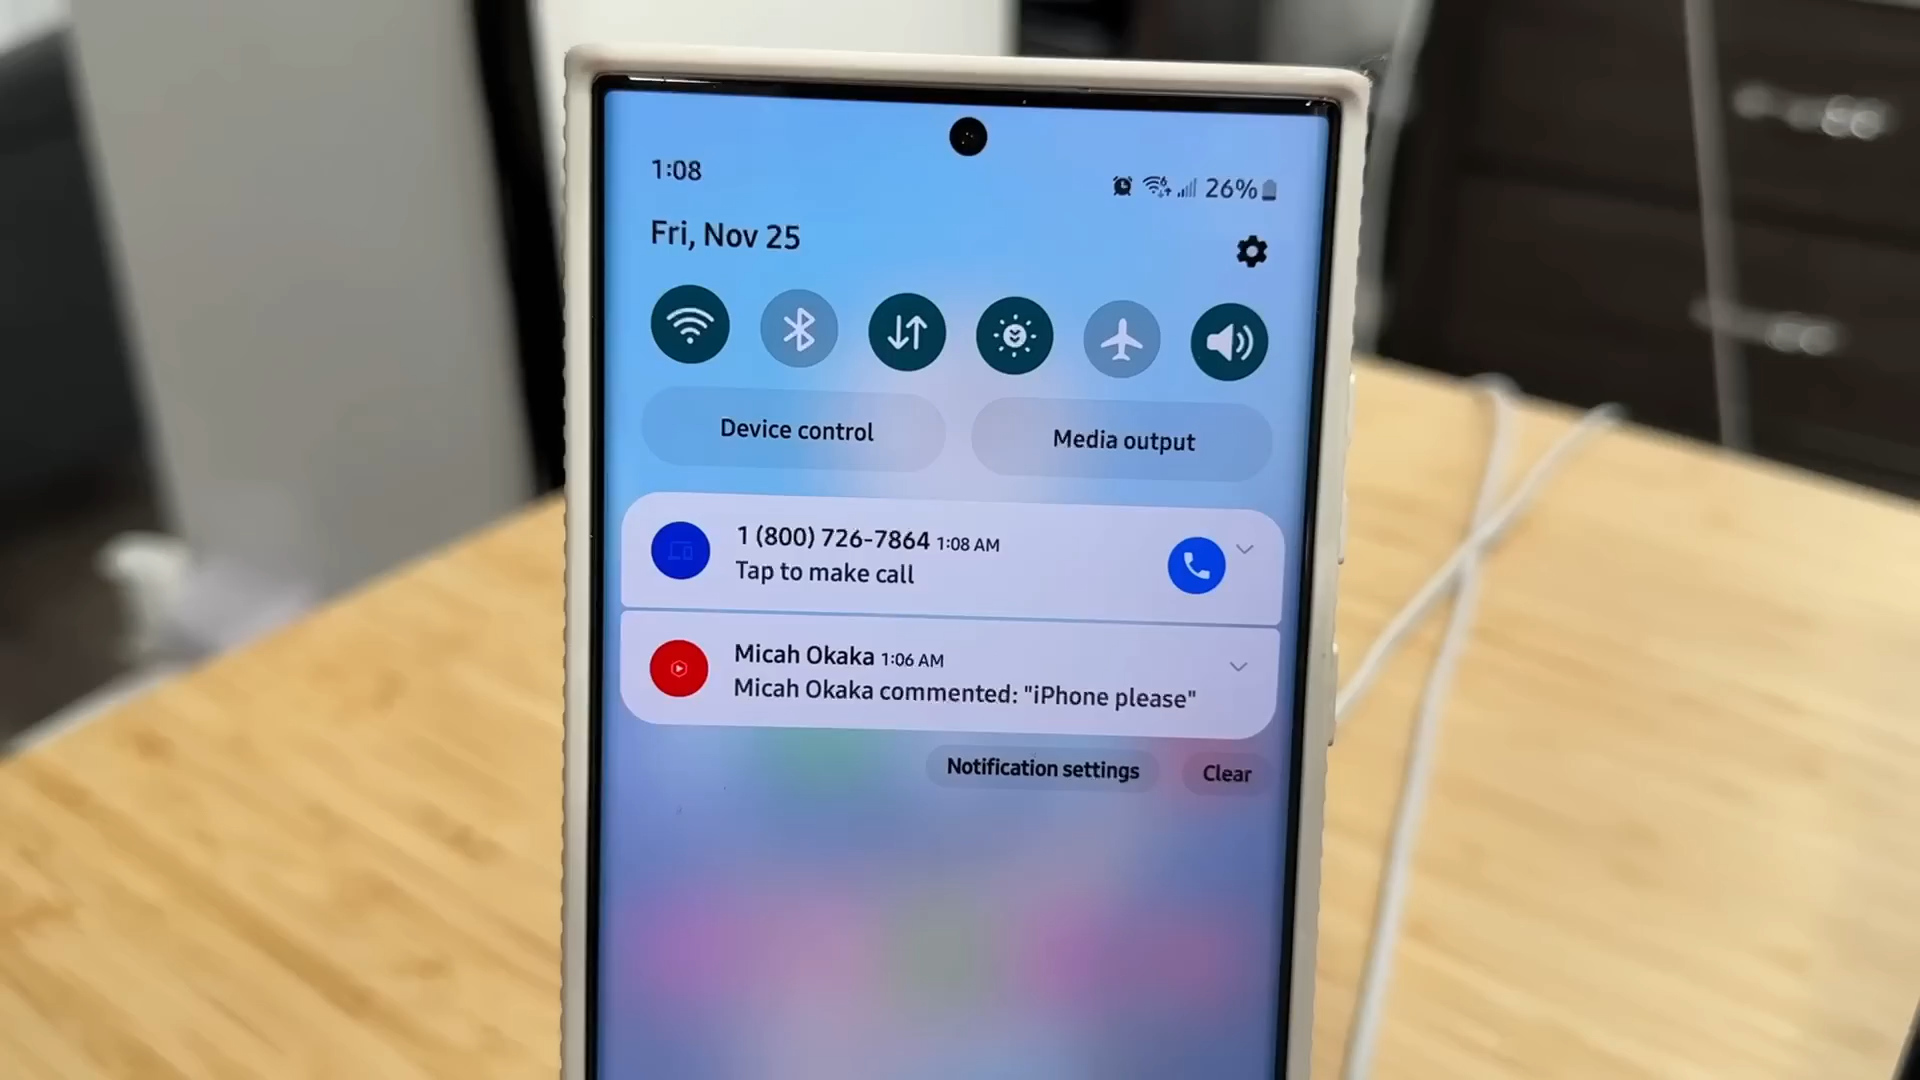 1:08
26%
Fri, Nov 25
Device control
Media output
1 (800) 726-7864 1:08 AM
Tap to make call
Micah Okaka 1:06 AM
Micah Okaka commented: "iPhone please"
Notification settings
Clear